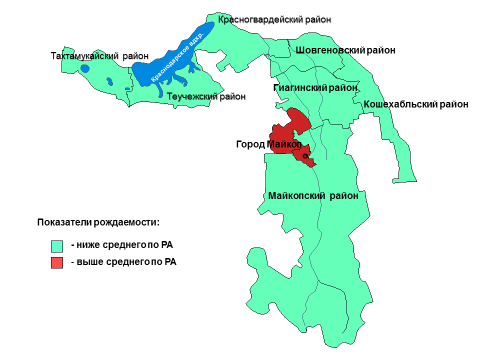 Красногвардейский район
Шовгеновский район
Тахтамукайский район
Краснодарское вдхр.
Гиагинский район
Теучежский район
Кошехабльский район
Город Майкоп
Майкопский район
Показатели рождаемости:
- ниже среднего по РА
- выше среднего по РА